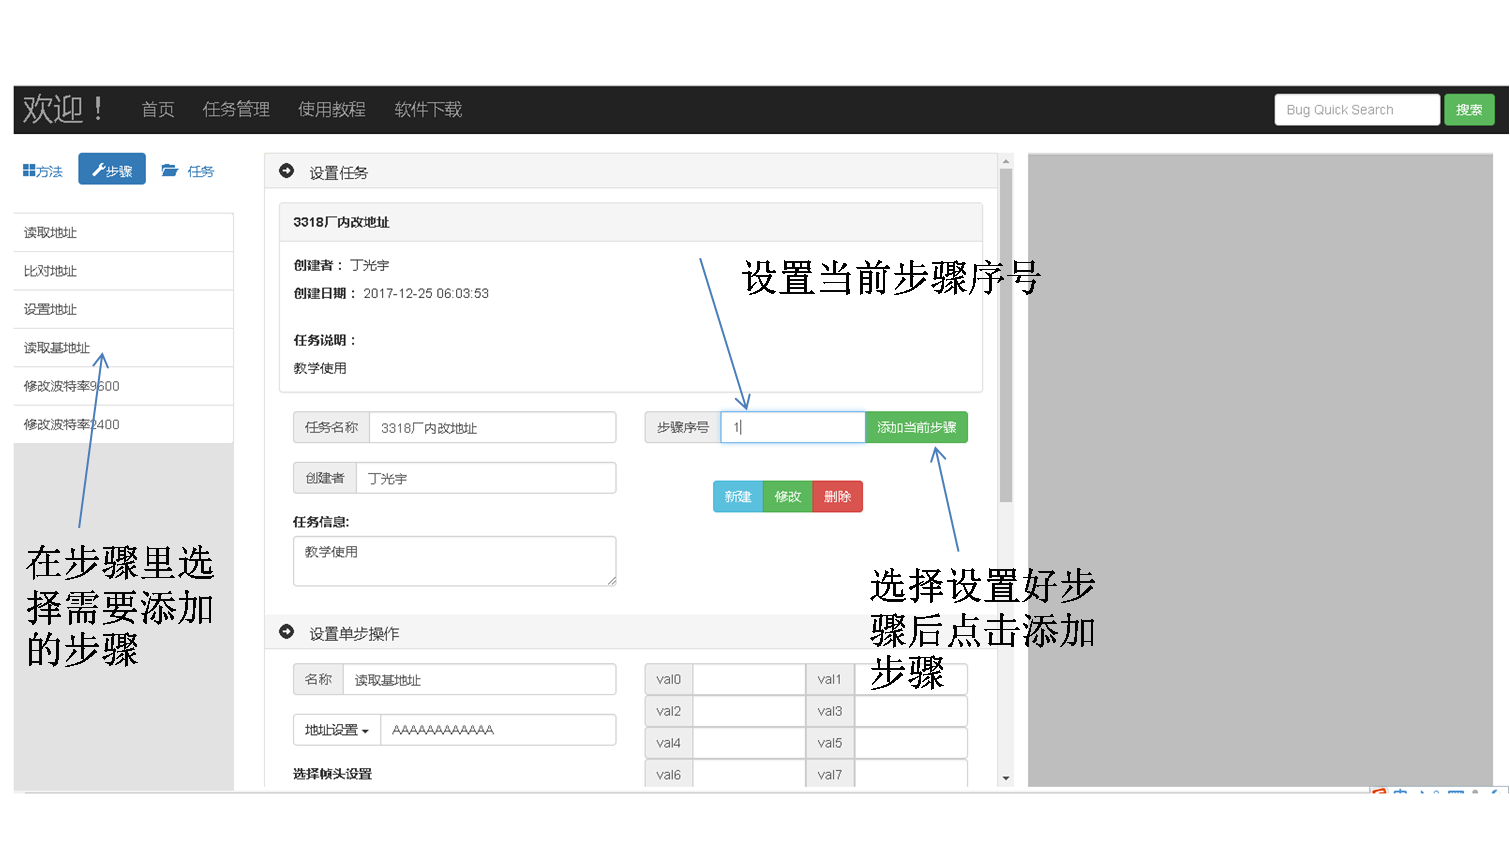 欢迎！ 首页 任务管理 使用教程 软件下载 Bug Quick Search 搜索
方法 步骤 任务
读取地址
比对地址
设置地址
读取基地址
修改波特率9600
修改波特率2400
在步骤里选
择需要添加
的步骤
设置任务
3318厂内改地址
创建者： 丁光宇
创建日期： 2017-12-25 06:03:53
任务说明：
教学使用
设置当前步骤序号
任务名称 3318厂内改地址
步骤序号 1 添加当前步骤
创建者 丁光宇
新建 修改 删除
任务信息:
教学使用
选择设置好步
骤后点击添加
步骤
设置单步操作
名称 读取基地址
地址设置 AAAAAAAAAAAA
选择帧头设置
val0 val1
val2 val3
val4 val5
val6 val7